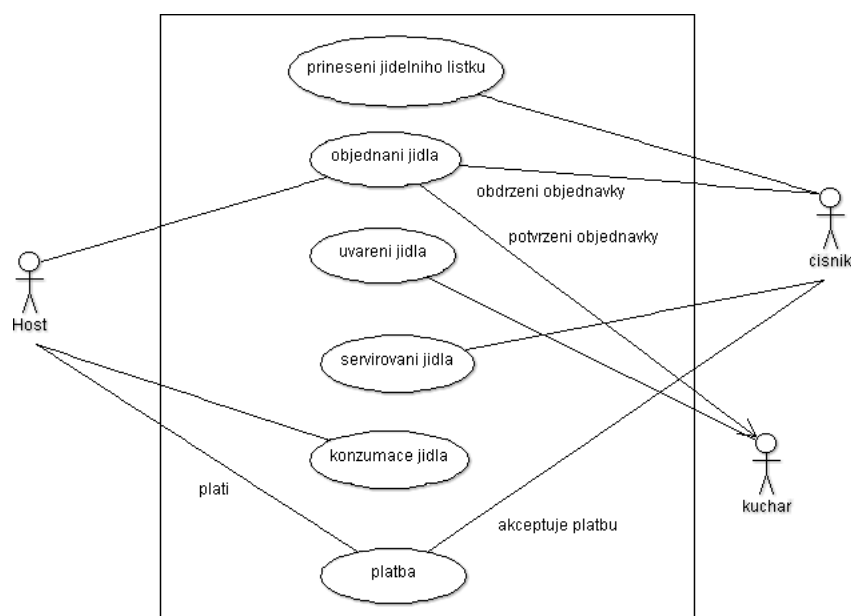 prineseni jidelniho listku
objednani jidla
obdrzeni objednavky
potvrzeni objednavky
uvareni jidla
cisnik
Host
servirovani jidla
konzumace jidla
plati
kuchar
akceptuje platbu
platba